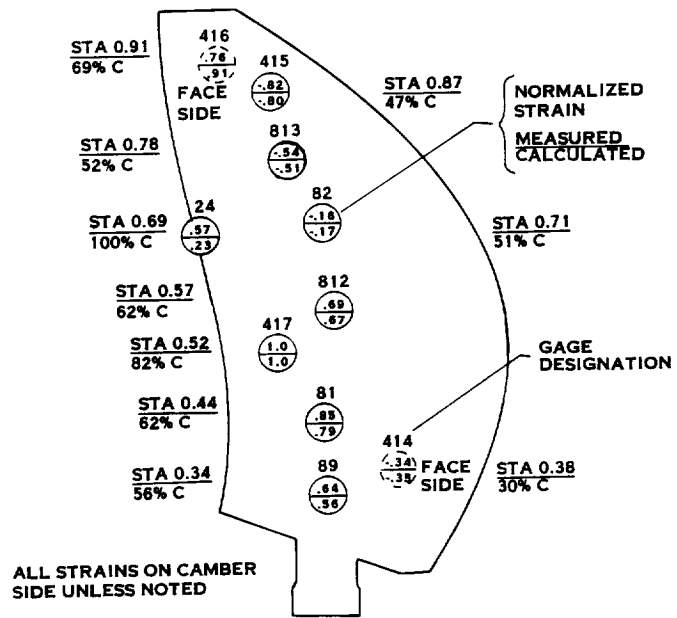 416
STA 0.91
69% C
.76
.91
FACE
SIDE
415
-.82
-.80
STA 0.87
47% C
NORMALIZED
STRAIN
MEASURED
CALCULATED
813
-.54
-.51
STA 0.78
52% C
24
.57
.23
STA 0.69
100% C
82
-.16
-.17
STA 0.71
51% C
STA 0.57
62% C
812
.69
.67
STA 0.52
82% C
417
1.0
1.0
GAGE
DESIGNATION
STA 0.44
62% C
81
.85
.79
414
-.34
-.35
FACE
SIDE
STA 0.38
30% C
STA 0.34
56% C
89
.64
.56
ALL STRAINS ON CAMBER
SIDE UNLESS NOTED